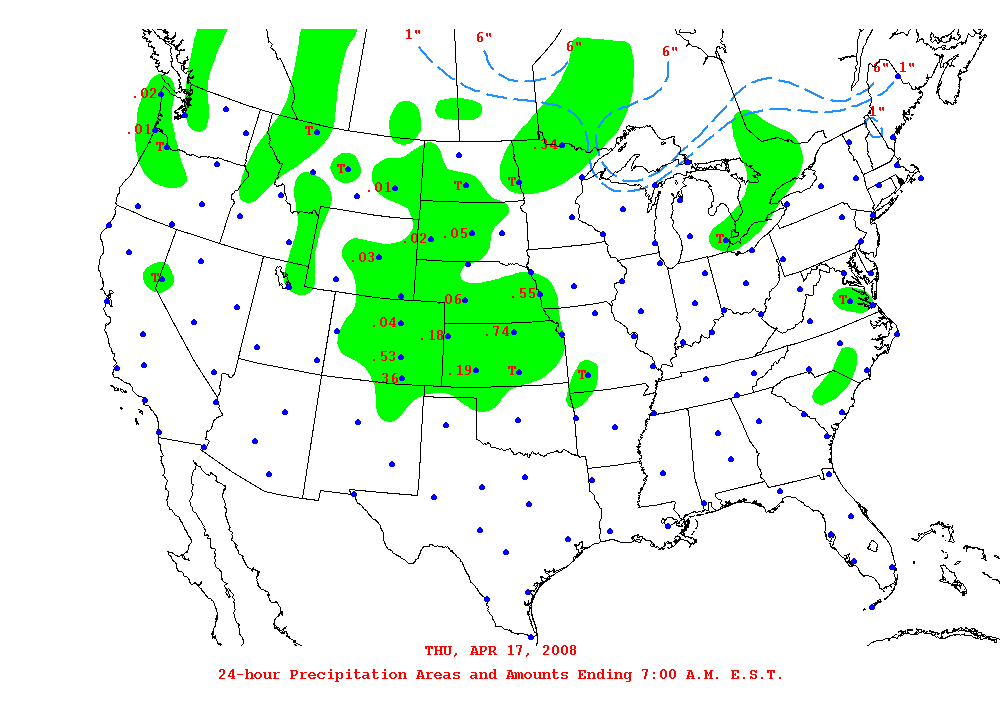 1"
6"
6"
6"
6" 1"
.02
1"
.01
T
.34
T
T
T
.01
T
T
.02 .05
T
.03
T
.55
T
.06
.04
.18 .74
.53
.19 T
.36
T
THU, APR 17, 2008
24-hour Precipitation Areas and Amounts Ending 7:00 A.M. E.S.T.